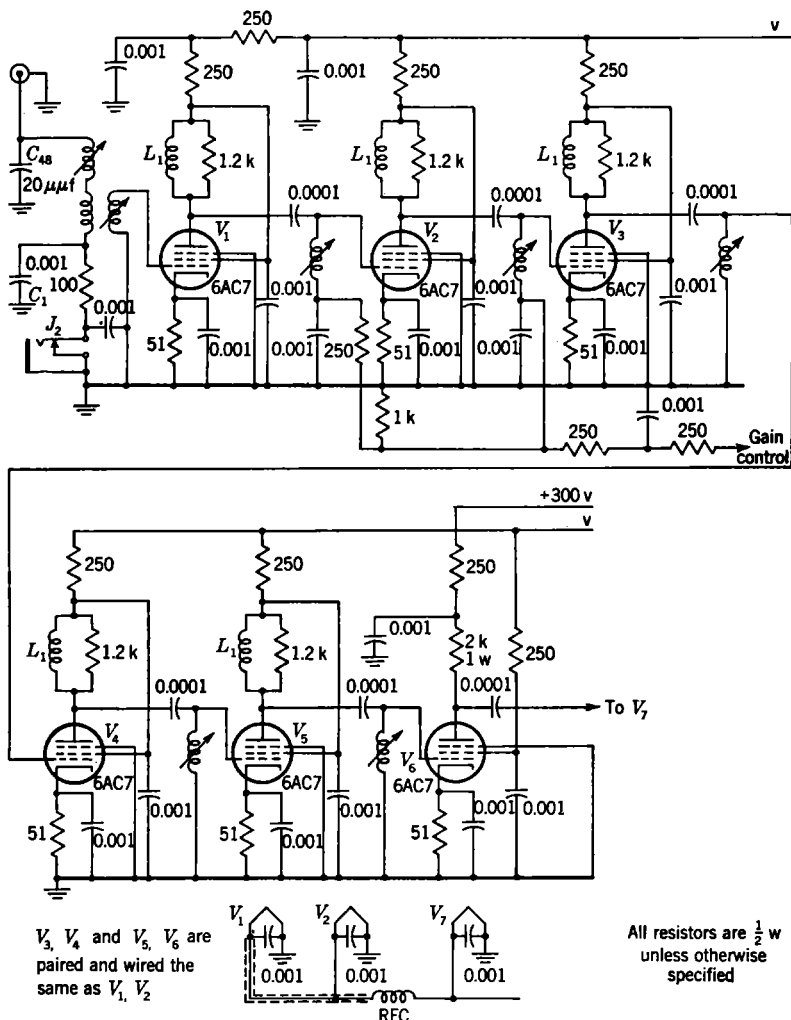 250
v
0.001
250
0.001
250
250
C48
20 μμf
L1
1.2 k
L1
1.2 k
L1
1.2 k
0.0001
0.0001
0.0001
V1
V2
V3
0.001
C1
100
6AC7
0.001
6AC7
0.001
6AC7
0.001
0.001
J2
51
0.001
0.001
250
51
0.001
0.001
51
0.001
0.001
1 k
250
250
Gain
control
+300 v
v
250
250
250
0.001
2 k
1 w
250
L1
1.2 k
L1
1.2 k
0.0001
0.0001
0.0001
To V7
V4
V5
V6
6AC7
6AC7
6AC7
51
0.001
0.001
51
0.001
0.001
51
0.001
0.001
V1
V2
V7
0.001
0.001
0.001
RFC
V3, V4 and V5, V6 are
paired and wired the
same as V1, V2
All resistors are 1/2 w
unless otherwise
specified